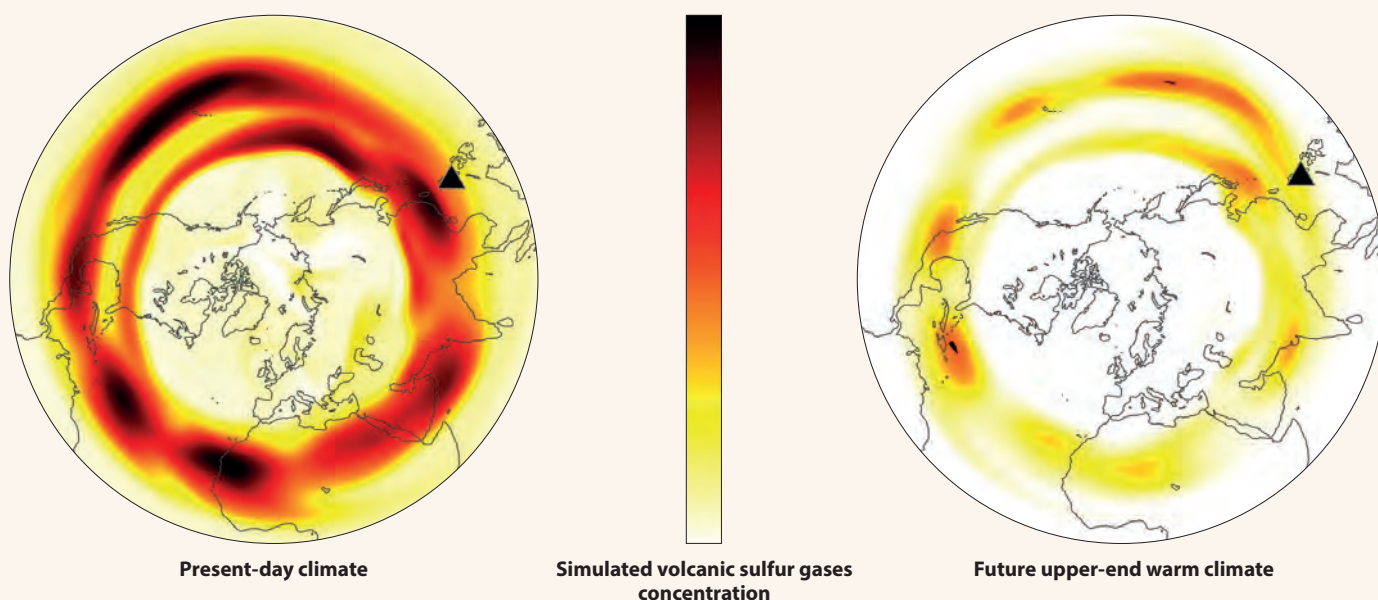 Present-day climate
Simulated volcanic sulfur gases
concentration
Future upper-end warm climate